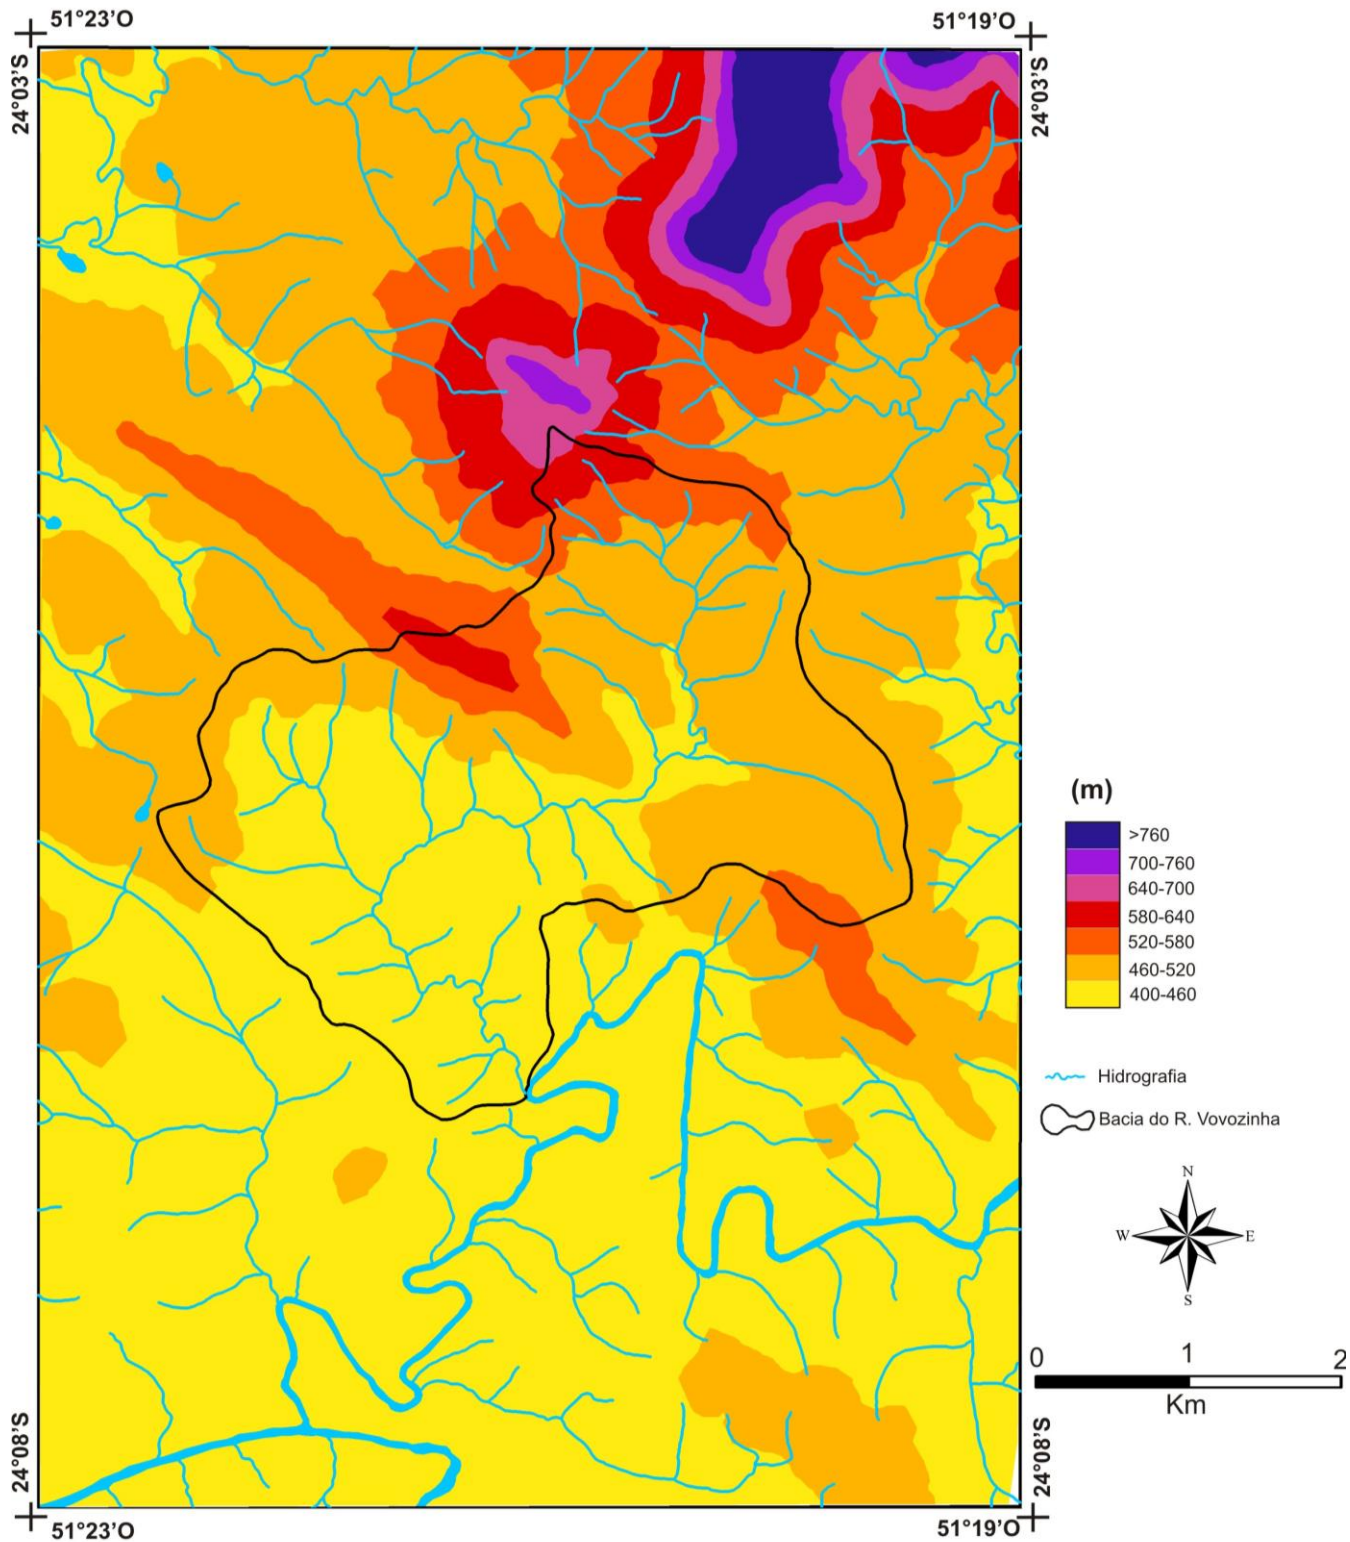 51°23’O
51°19’O
24°03’S
24°03’S
(m)
>760
700-760
640-700
580-640
520-580
460-520
400-460
Hidrografia
Bacia do R. Vovozinha
N
W
E
S
0
1
2
Km
24°08’S
24°08’S
51°23’O
51°19’O